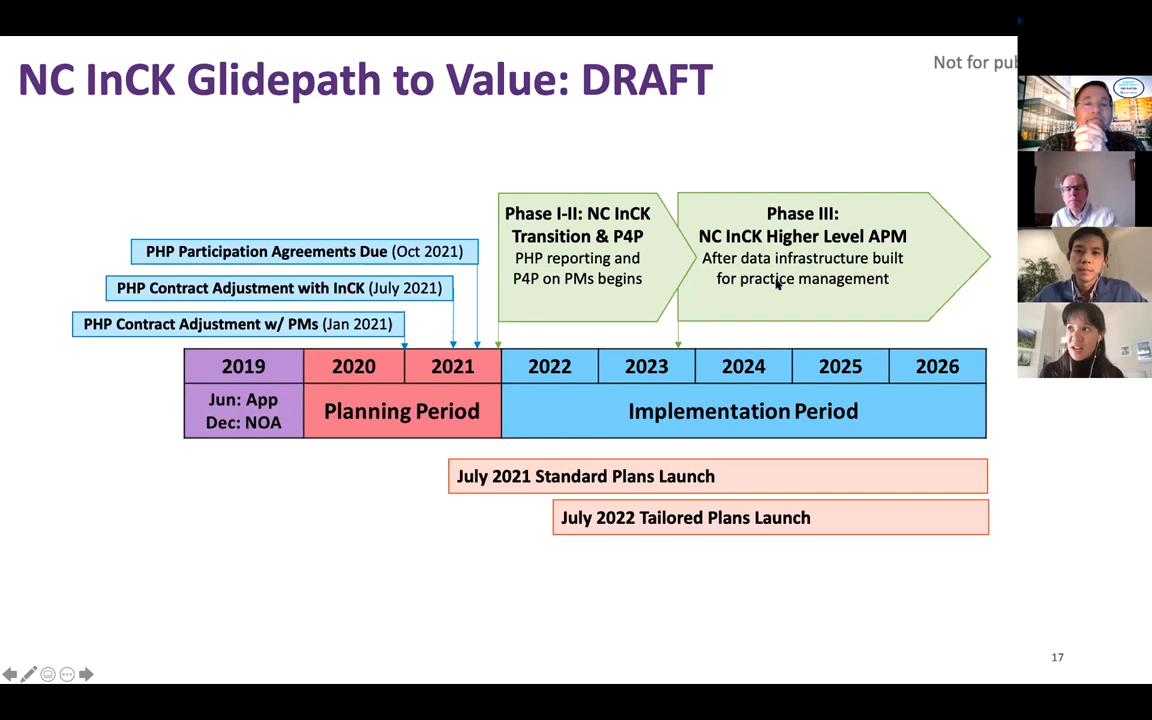 NC InCK Glidepath to Value: DRAFT
Not for
PHP Participation Agreements Due (Oct 2021)
PHP Contract Adjustment with InCK (July 2021)
PHP Contract Adjustment w/ PMs (Jan 2021)
Phase I-II: NC InCK
Transition & P4P
PHP reporting and
P4P on PMs begins
Phase III:
NC InCK Higher Level APM
After data infrastructure built
for practice management
2019 2020 2021 2022 2023 2024 2025 2026
Jun: App
Dec: NOA
Planning Period
Implementation Period
July 2021 Standard Plans Launch
July 2022 Tailored Plans Launch
17